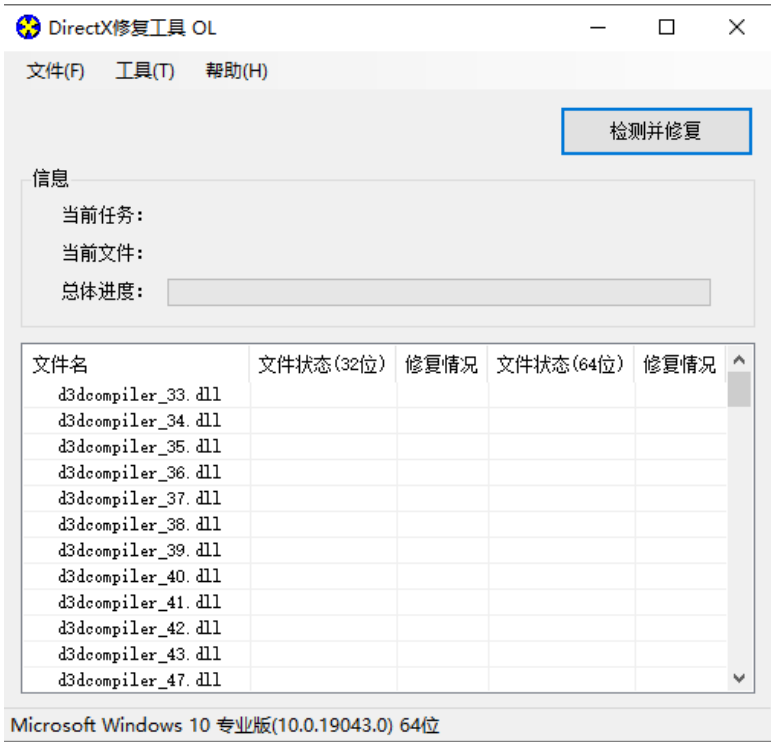 DirectX修复工具 OL
文件(F) 工具(T) 帮助(H)
检测并修复
信息
当前任务：
当前文件：
总体进度：
文件名 文件状态(32位) 修复情况 文件状态(64位) 修复情况
d3dcompiler_33.dll
d3dcompiler_34.dll
d3dcompiler_35.dll
d3dcompiler_36.dll
d3dcompiler_37.dll
d3dcompiler_38.dll
d3dcompiler_39.dll
d3dcompiler_40.dll
d3dcompiler_41.dll
d3dcompiler_42.dll
d3dcompiler_43.dll
d3dcompiler_47.dll
Microsoft Windows 10 专业版(10.0.19043.0) 64位